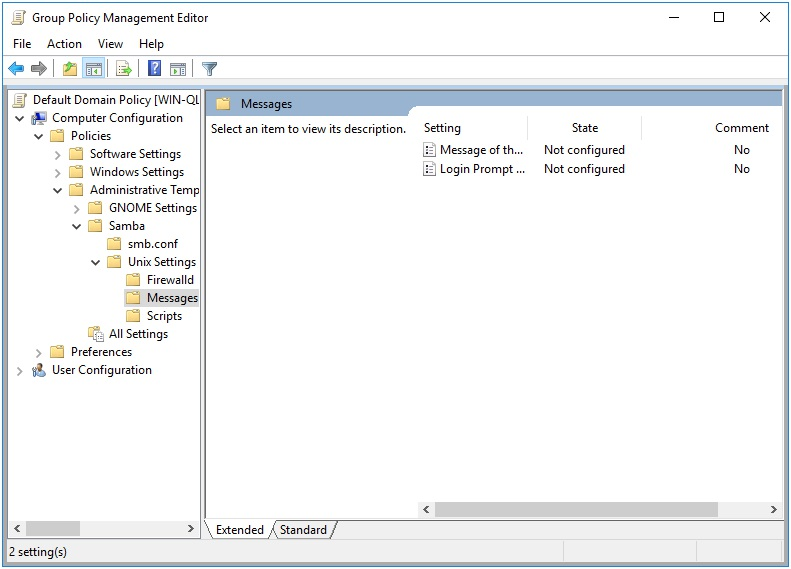 Group Policy Management Editor
File Action View Help
Default Domain Policy [WIN-QL
Computer Configuration
Policies
Software Settings
Windows Settings
Administrative Temp
GNOME Settings
Samba
smb.conf
Unix Settings
Firewalld
Messages
Scripts
All Settings
Preferences
User Configuration
Messages
Select an item to view its description.
Setting State Comment
Message of th... Not configured No
Login Prompt ... Not configured No
Extended Standard
2 setting(s)